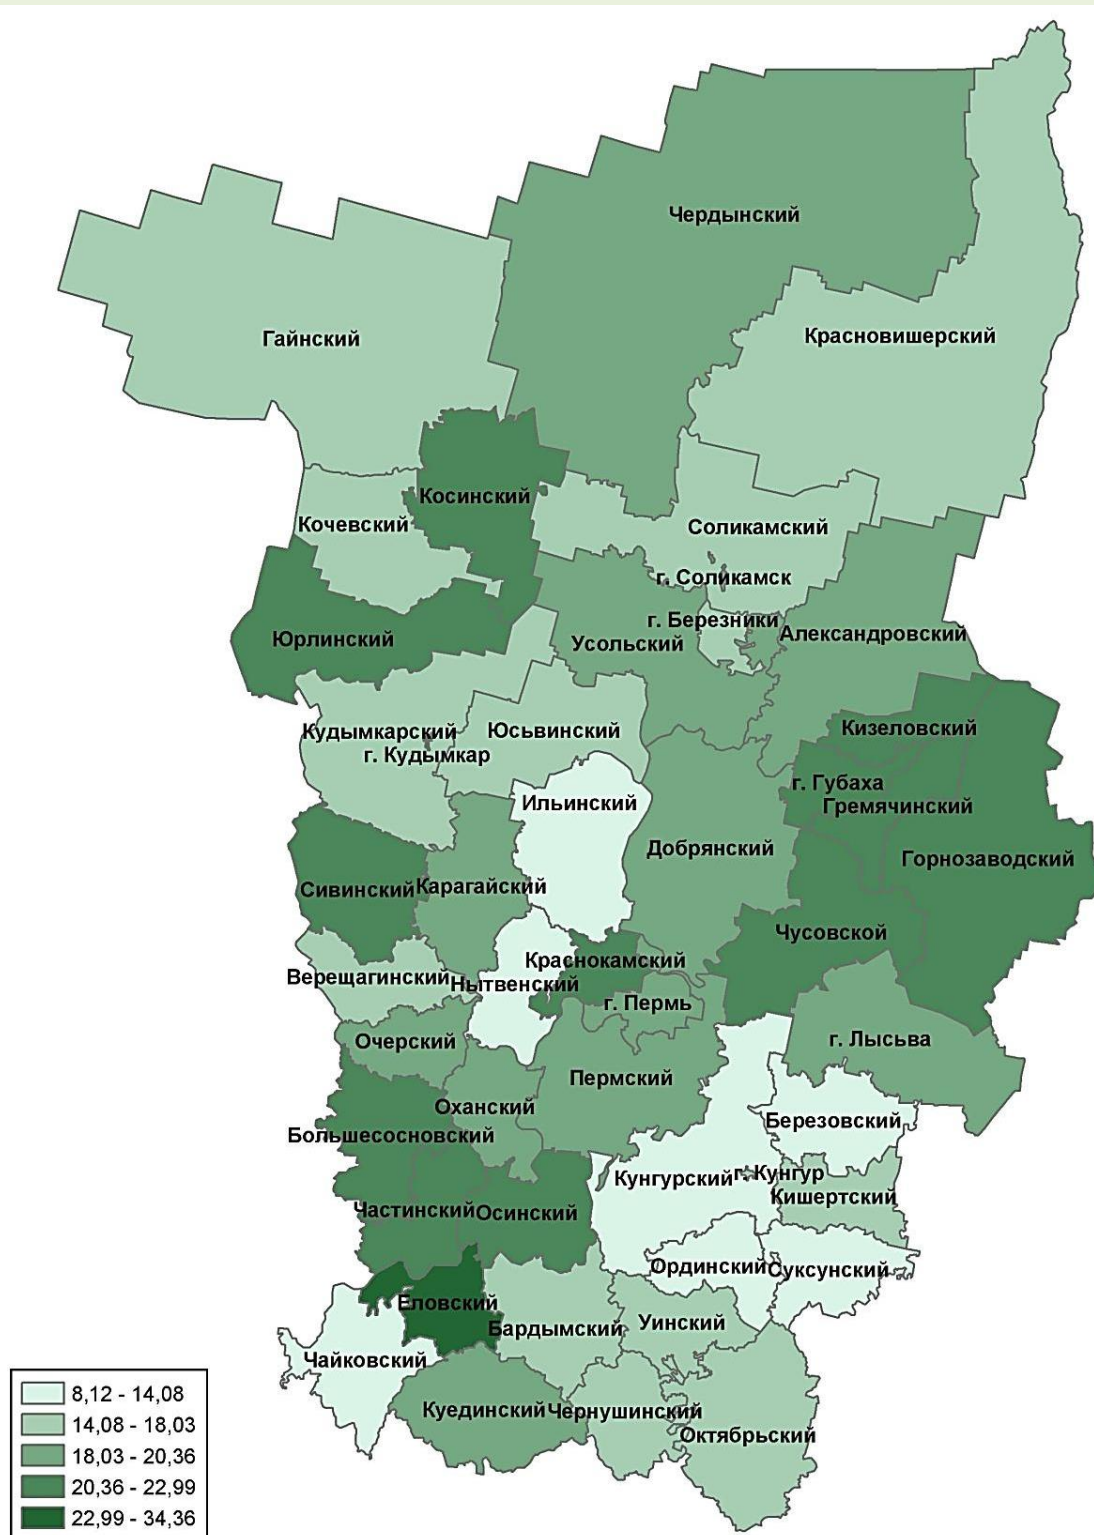 Чердынский
Красновишерский
Гайнский
Косинский
Кочевский
Соликамский
г. Соликамск
г. Березники
Юрлинский
Усольский
Александровский
Кудымкарский
г. Кудымкар
Юсьвинский
Кизеловский
г. Губаха
Гремячинский
Ильинский
Добрянский
Горнозаводский
Сивинский
Карагайский
Чусовской
Верещагинский
Нытвенский
Краснокамский
г. Пермь
Очерский
г. Лысьва
Пермский
Оханский
Березовский
Большесосновский
Кунгурский
г. Кунгур
Кишертский
Частинский
Осинский
Ординский
Суксунский
Еловский
Бардымский
Уинский
Чайковский
Куединский
Чернушинский
Октябрьский
8,12 - 14,08
14,08 - 18,03
18,03 - 20,36
20,36 - 22,99
22,99 - 34,36